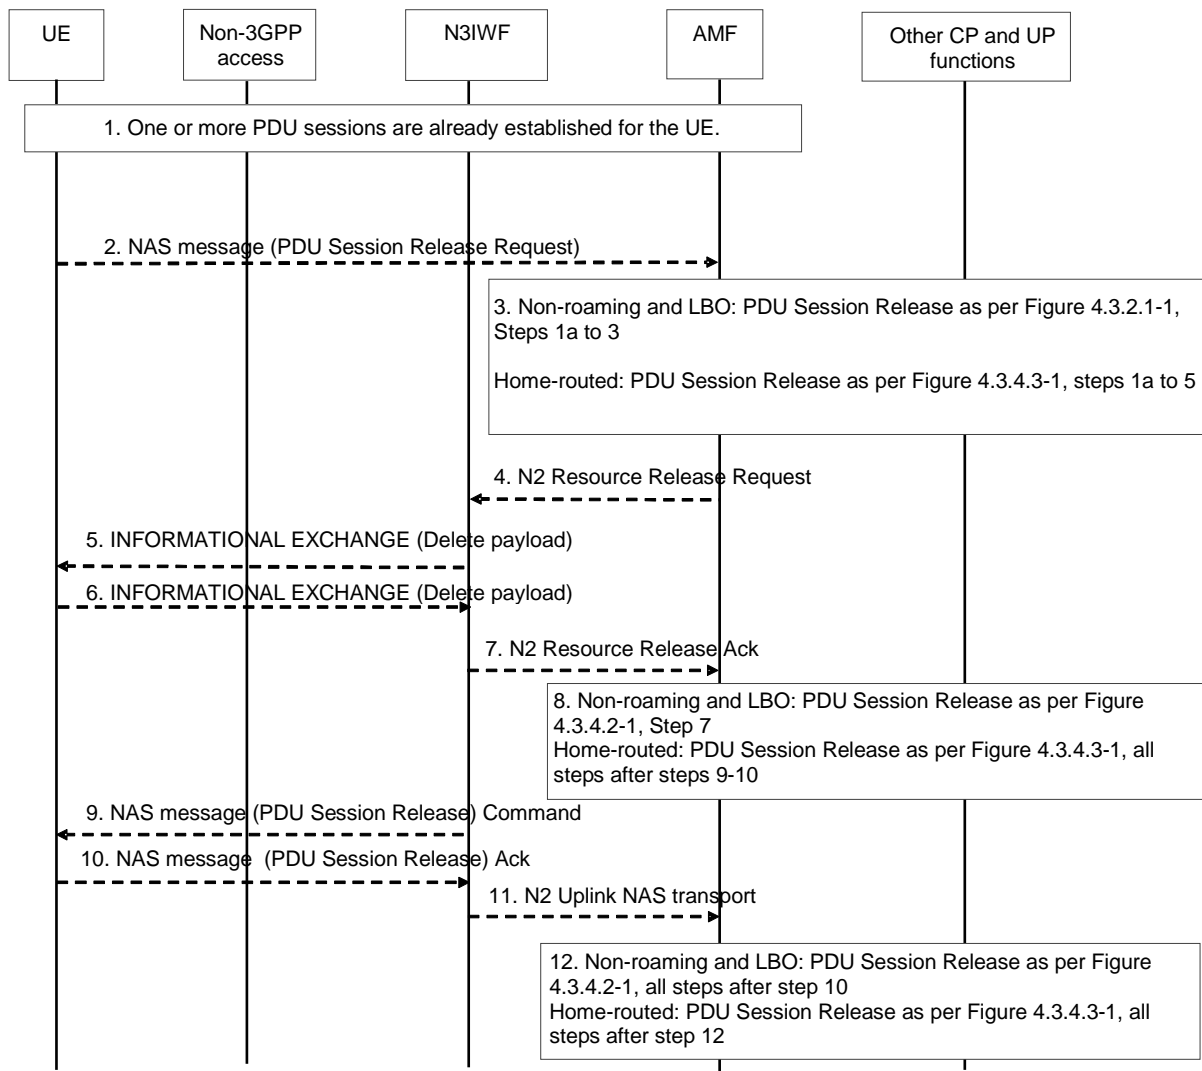 UE
Non-3GPP
access
N3IWF
AMF
Other CP and UP
functions
1. One or more PDU sessions are already established for the UE.
2. NAS message (PDU Session Release Request)
3. Non-roaming and LBO: PDU Session Release as per Figure 4.3.2.1-1,
Steps 1a to 3
Home-routed: PDU Session Release as per Figure 4.3.4.3-1, steps 1a to 5
4. N2 Resource Release Request
5. INFORMATIONAL EXCHANGE (Delete payload)
6. INFORMATIONAL EXCHANGE (Delete payload)
7. N2 Resource Release Ack
8. Non-roaming and LBO: PDU Session Release as per Figure
4.3.4.2-1, Step 7
Home-routed: PDU Session Release as per Figure 4.3.4.3-1, all
steps after steps 9-10
9. NAS message (PDU Session Release) Command
10. NAS message (PDU Session Release) Ack
11. N2 Uplink NAS transport
12. Non-roaming and LBO: PDU Session Release as per Figure
4.3.4.2-1, all steps after step 10
Home-routed: PDU Session Release as per Figure 4.3.4.3-1, all
steps after step 12